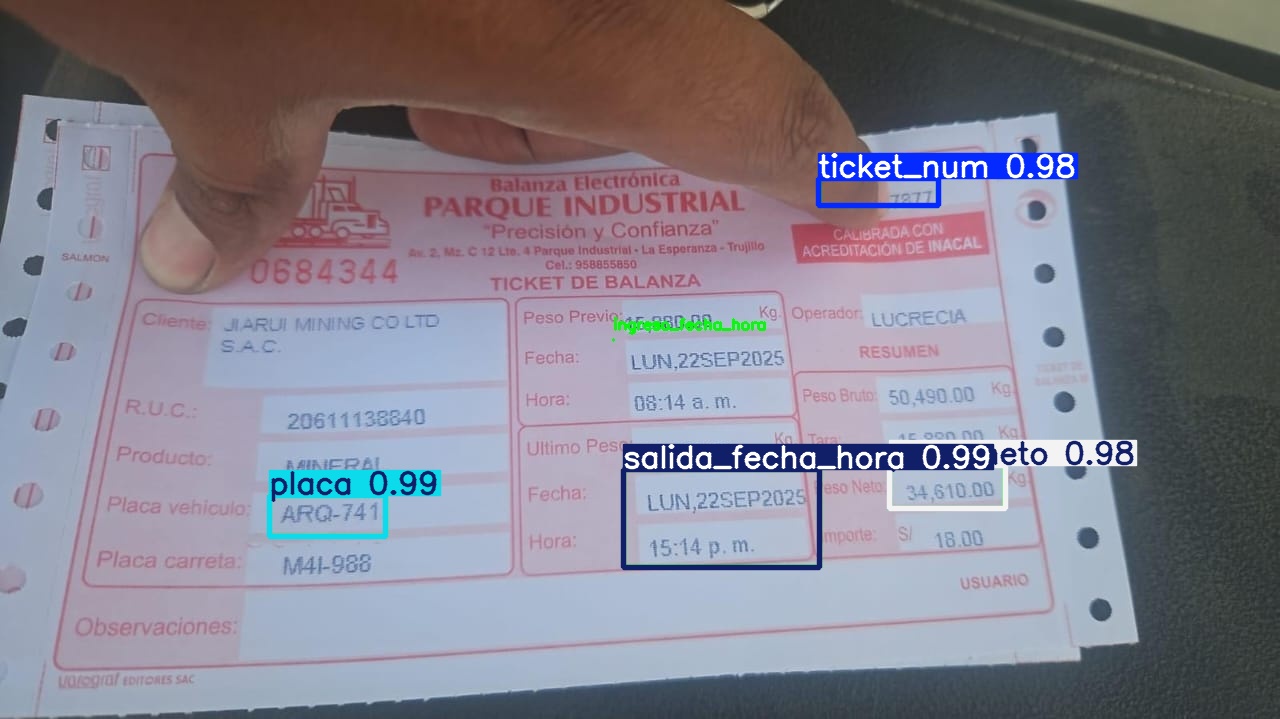 ticket_num 0.98
7877
Balanza Electrónica
PARQUE INDUSTRIAL
"Precisión y Confianza"
Av. 2, Mz. C 12 Lte. 4 Parque Industrial - La Esperanza - Trujillo
Cel.: 958855850
CALIBRADA CON
ACREDITACIÓN DE INACAL
SALMON
0684344
TICKET DE BALANZA
Cliente: JIARUI MINING CO LTD
S.A.C.
R.U.C.: 20611138840
Producto: MINERAL
placa 0.99
Placa vehículo: ARQ-741
Placa carreta: M4I-988
Observaciones:
Peso Previo: 15,880.00 Kg.
ingreso_fecha_hora
Fecha: LUN,22SEP2025
Hora: 08:14 a. m.
Ultimo Peso Kg
salida_fecha_hora 0.99
Fecha: LUN,22SEP2025
Hora: 15:14 p. m.
Operador: LUCRECIA
RESUMEN
Peso Bruto: 50,490.00 Kg.
Tara: 15,880.00 Kg
neto 0.98
Peso Neto: 34,610.00 Kg.
Importe: S/ 18.00
USUARIO
varograf EDITORES SAC